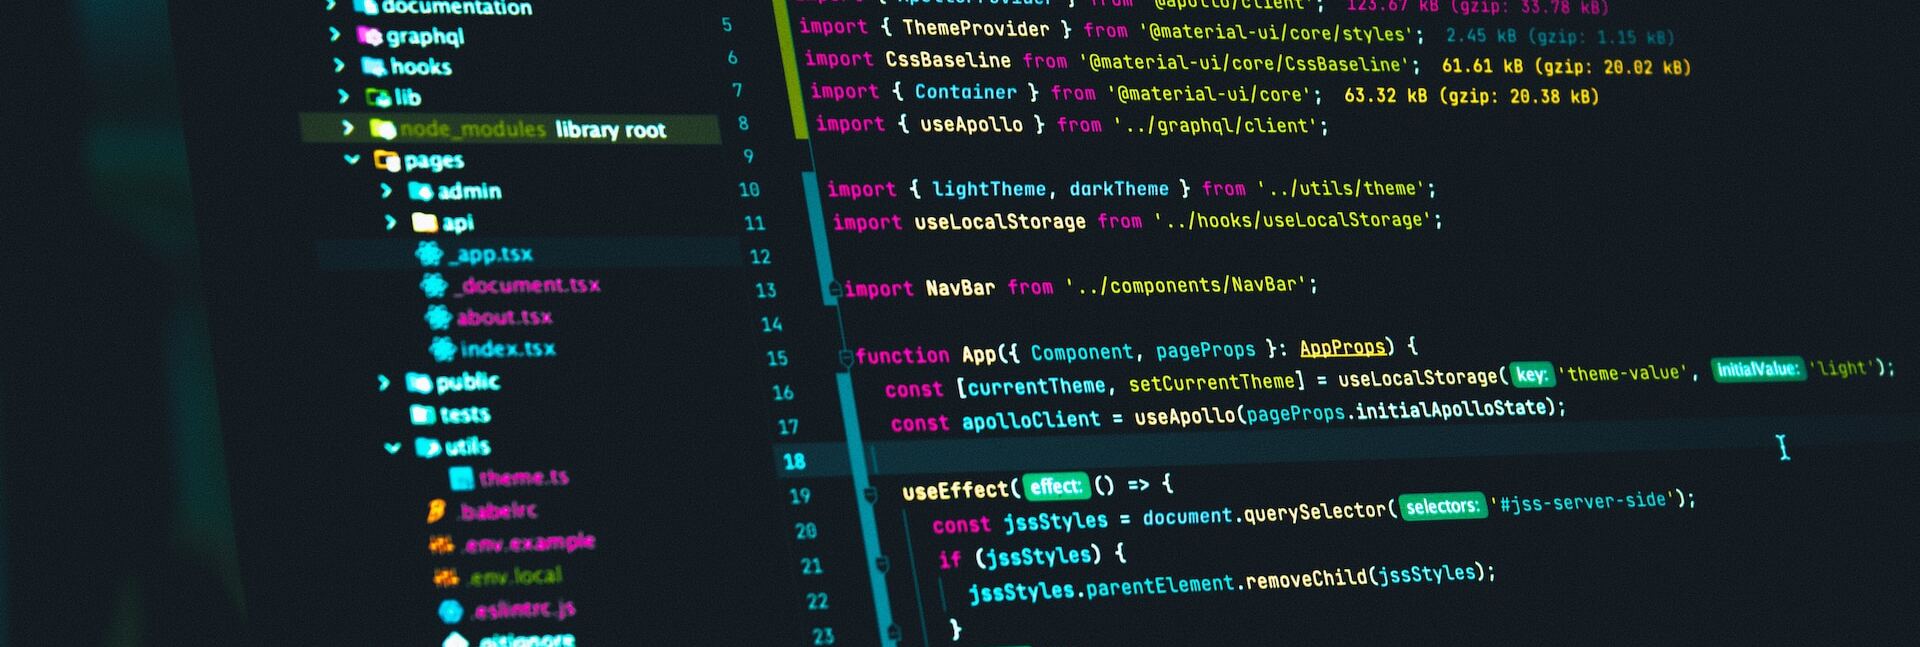 documentation
graphql
hooks
lib
node_modules library root
pages
admin
api
_app.tsx
_document.tsx
about.tsx
index.tsx
public
tests
utils
theme.ts
.babelrc
.env.example
.env.local
.eslintrc.js
.gitignore
import { ApolloProvider } from '@apollo/client'; 123.67 kB (gzip: 33.78 kB)
5 import { ThemeProvider } from '@material-ui/core/styles'; 2.45 kB (gzip: 1.15 kB)
6 import CssBaseline from '@material-ui/core/CssBaseline'; 61.61 kB (gzip: 20.02 kB)
7 import { Container } from '@material-ui/core'; 63.32 kB (gzip: 20.38 kB)
8 import { useApollo } from '../graphql/client';
9
10 import { lightTheme, darkTheme } from '../utils/theme';
11 import useLocalStorage from '../hooks/useLocalStorage';
12
13 import NavBar from '../components/NavBar';
14
15 function App({ Component, pageProps }: AppProps) {
16 const [currentTheme, setCurrentTheme] = useLocalStorage( key: 'theme-value', initialValue: 'light');
17 const apolloClient = useApollo(pageProps.initialApolloState);
18
19 useEffect( effect: () => {
20 const jssStyles = document.querySelector( selectors: '#jss-server-side');
21 if (jssStyles) {
22 jssStyles.parentElement.removeChild(jssStyles);
23 }